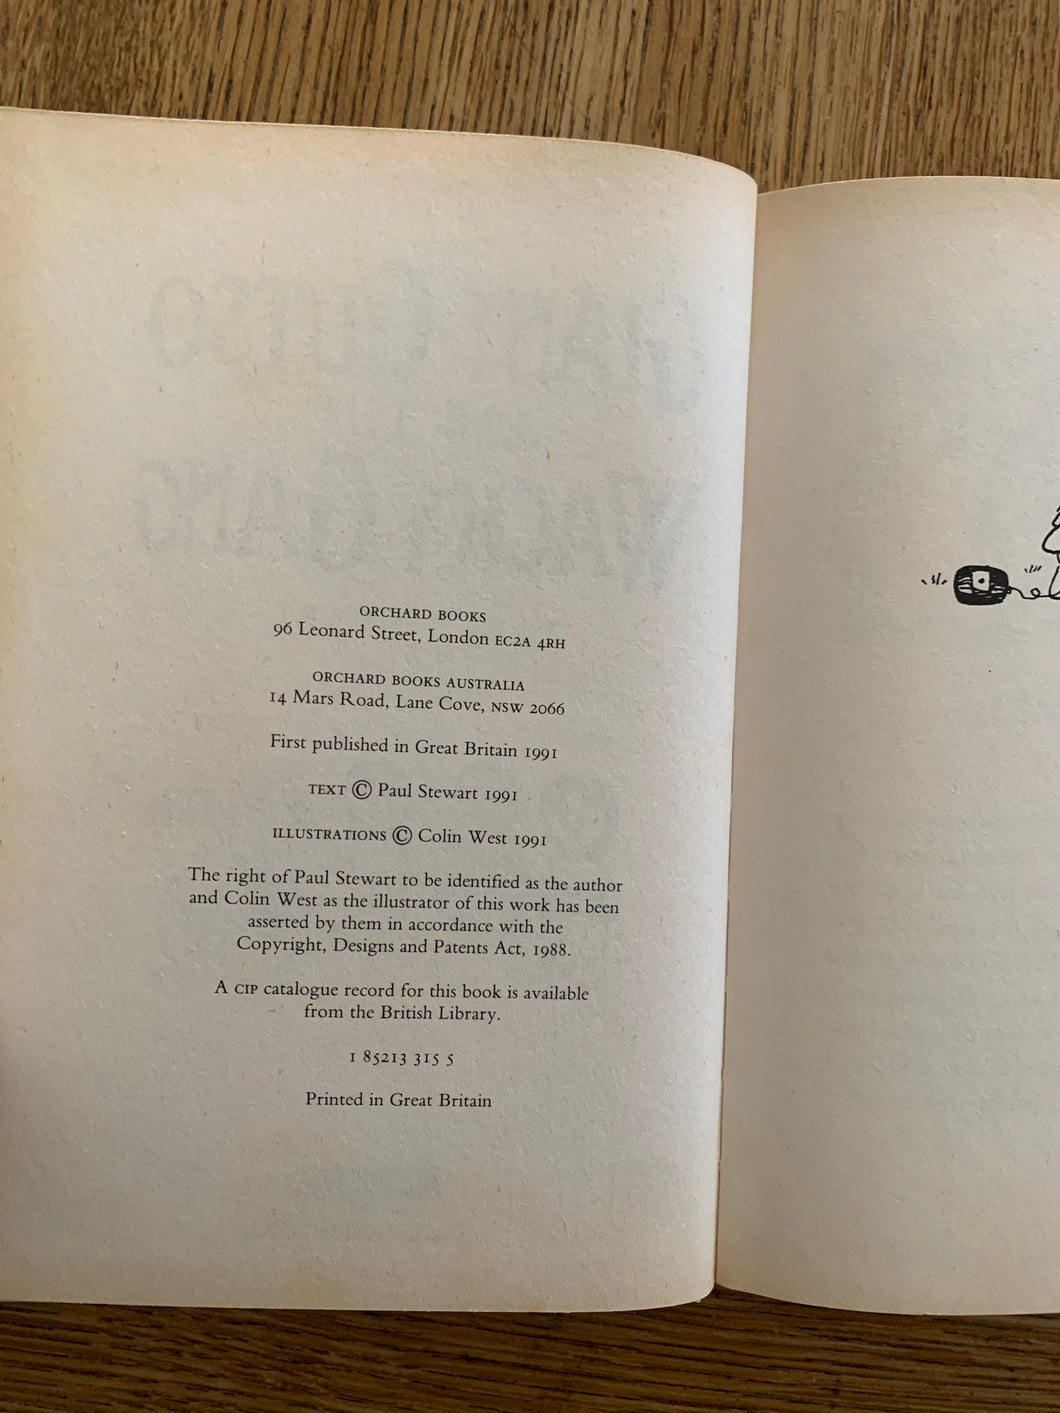 ORCHARD BOOKS
96 Leonard Street, London EC2A 4RH
ORCHARD BOOKS AUSTRALIA
14 Mars Road, Lane Cove, NSW 2066
First published in Great Britain 1991
TEXT © Paul Stewart 1991
ILLUSTRATIONS © Colin West 1991
The right of Paul Stewart to be identified as the author
and Colin West as the illustrator of this work has been
asserted by them in accordance with the
Copyright, Designs and Patents Act, 1988.
A CIP catalogue record for this book is available
from the British Library.
1 85213 315 5
Printed in Great Britain